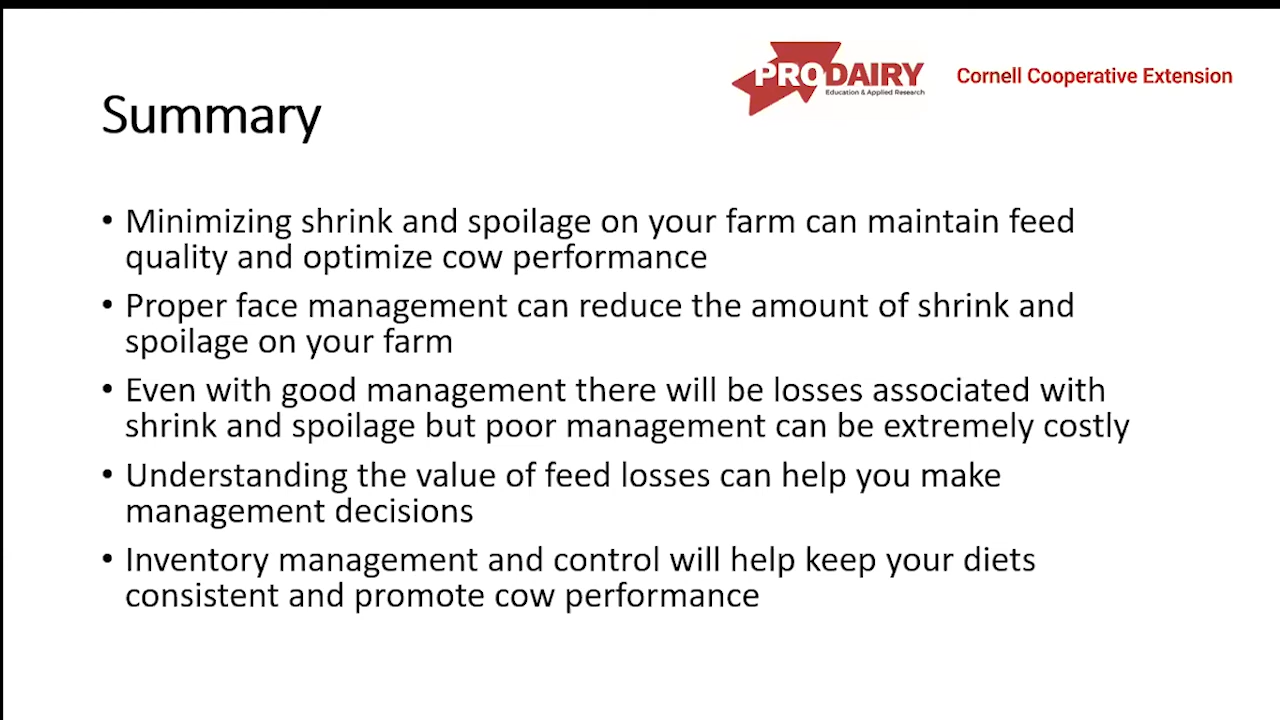 PRODAIRY
Education & Applied Research
Cornell Cooperative Extension
Summary
• Minimizing shrink and spoilage on your farm can maintain feed
quality and optimize cow performance
• Proper face management can reduce the amount of shrink and
spoilage on your farm
• Even with good management there will be losses associated with
shrink and spoilage but poor management can be extremely costly
• Understanding the value of feed losses can help you make
management decisions
• Inventory management and control will help keep your diets
consistent and promote cow performance